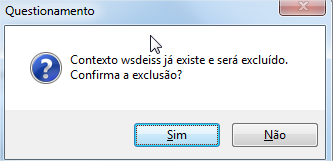 Questionamento
Contexto wsdeiss já existe e será excluído.
Confirma a exclusão?
Sim
Não